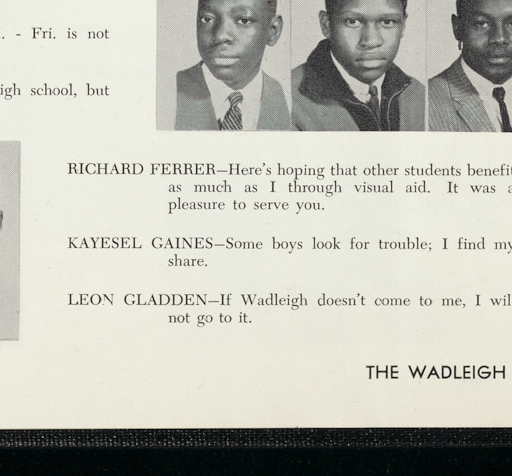 . - Fri. is not
igh school, but
RICHARD FERRER—Here's hoping that other students benefit
as much as I through visual aid. It was a
pleasure to serve you.
KAYESEL GAINES—Some boys look for trouble; I find my
share.
LEON GLADDEN—If Wadleigh doesn't come to me, I will
not go to it.
THE WADLEIGH